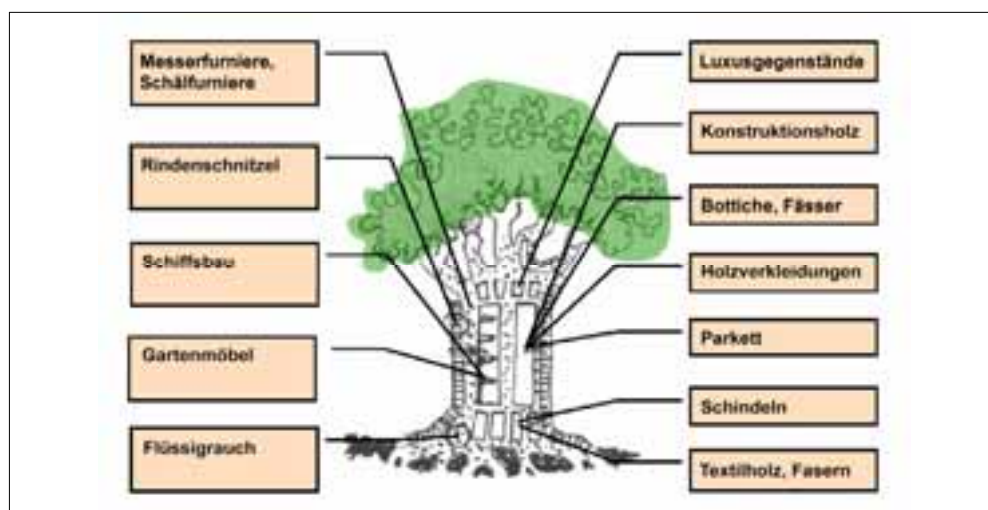 Messerfurniere,
Schälfurniere
Rindenschnitzel
Schiffsbau
Gartenmöbel
Flüssigrauch
Luxusgegenstände
Konstruktionsholz
Bottiche, Fässer
Holzverkleidungen
Parkett
Schindeln
Textilholz, Fasern